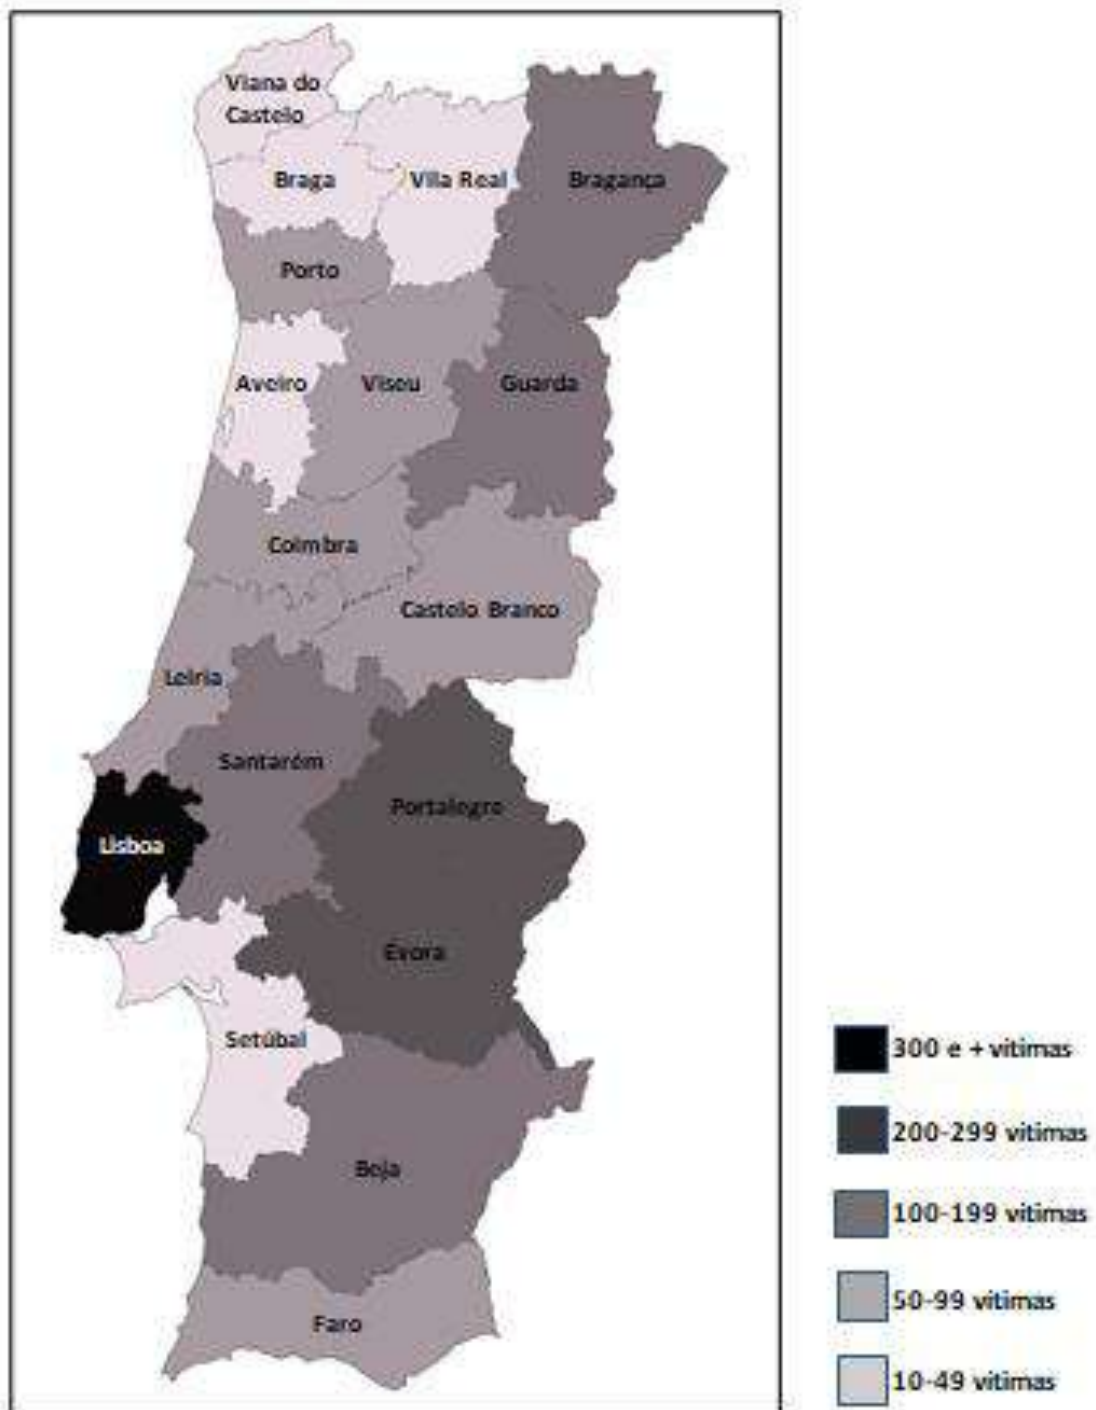 Viana do
Castelo
Braga
Vila Real
Bragança
Porto
Aveiro
Viseu
Guarda
Coimbra
Castelo Branco
Leiria
Santarém
Portalegre
Lisboa
Évora
Setúbal
Beja
Faro
300 e + vitimas
200-299 vitimas
100-199 vitimas
50-99 vitimas
10-49 vitimas